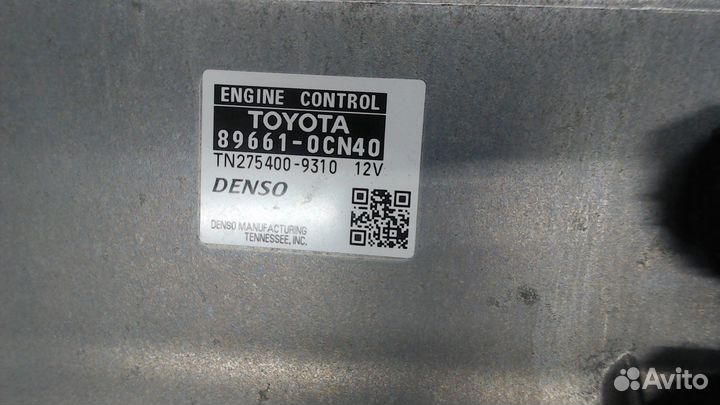 ENGINE CONTROL
TOYOTA
89661-0CN40
TN275400-9310 12V
DENSO
DENSO MANUFACTURING
TENNESSEE, INC.
Avito